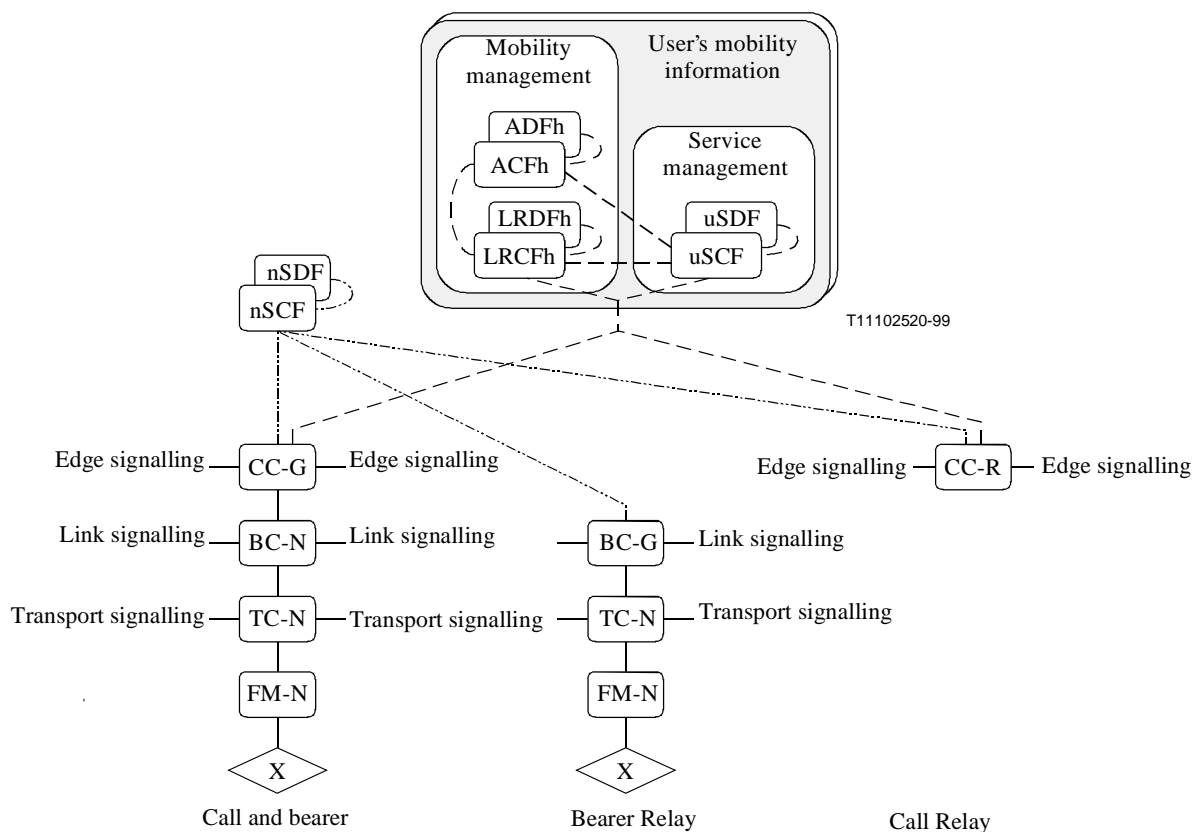 Mobility
management
User's mobility
information
ADFh
ACFh
Service
management
LRDFh
LRCFh
uSDF
uSCF
nSDF
nSCF
T11102520-99
Edge signalling
CC-G
Edge signalling
Edge signalling
CC-R
Edge signalling
Link signalling
BC-N
Link signalling
BC-G
Link signalling
Transport signalling
TC-N
Transport signalling
TC-N
Transport signalling
FM-N
FM-N
X
X
Call and bearer
Bearer Relay
Call Relay